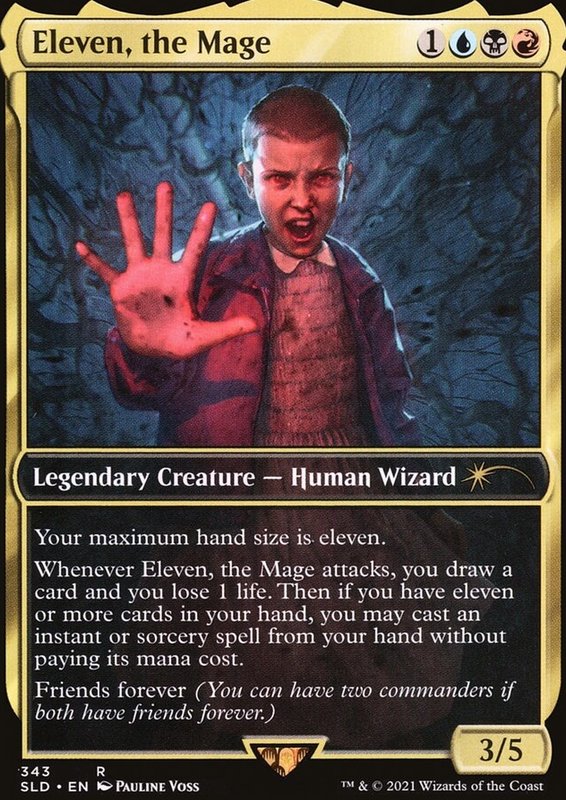 Eleven, the Mage
1
Legendary Creature — Human Wizard
Your maximum hand size is eleven.
Whenever Eleven, the Mage attacks, you draw a
card and you lose 1 life. Then if you have eleven
or more cards in your hand, you may cast an
instant or sorcery spell from your hand without
paying its mana cost.
Friends forever (You can have two commanders if
both have friends forever.)
3/5
343 R
SLD • EN Pauline Voss
™ & © 2021 Wizards of the Coast